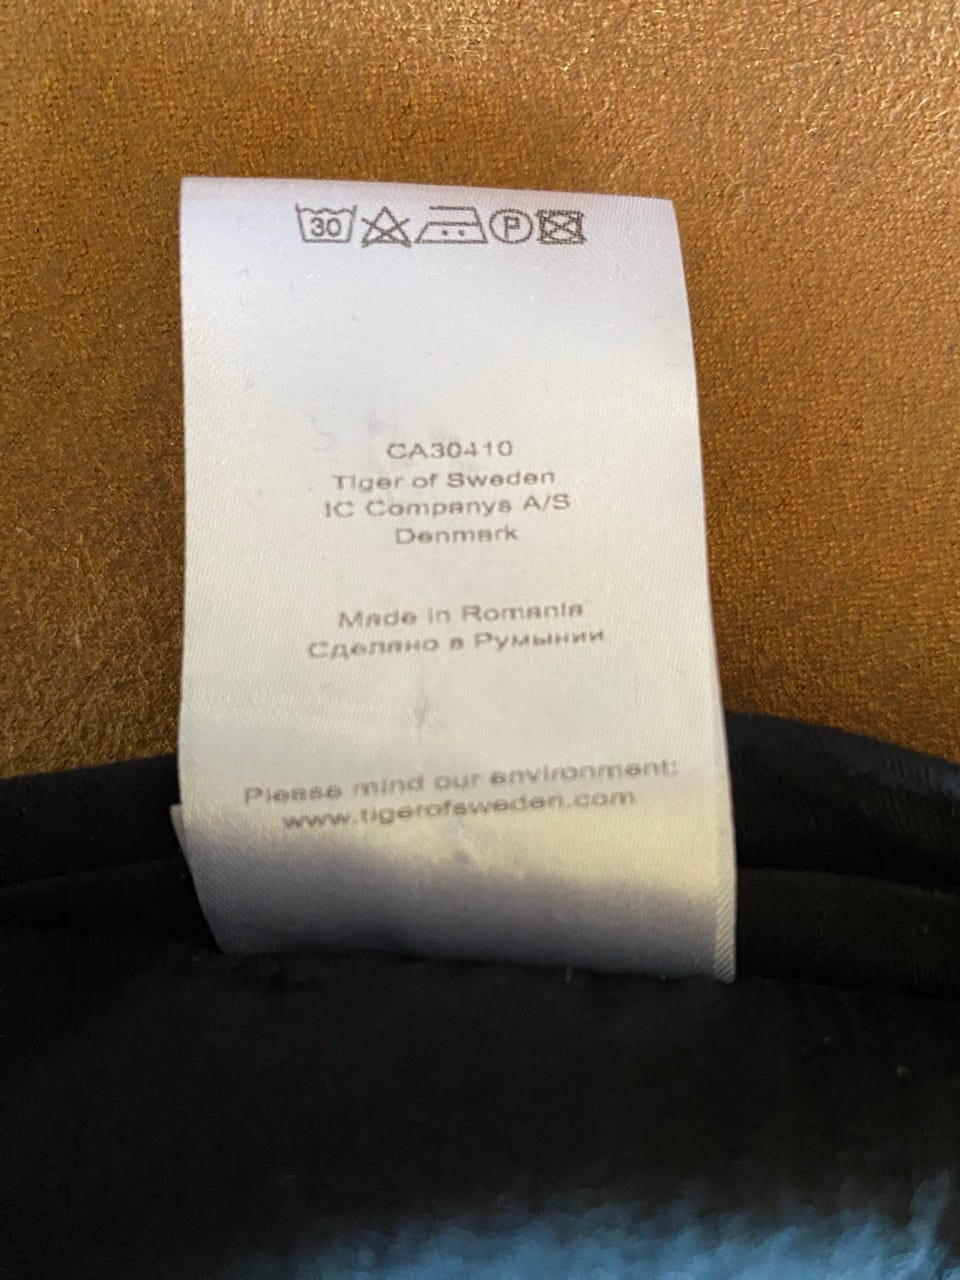 30 P
CA30410
Tiger of Sweden
IC Companys A/S
Denmark
Made in Romania
Сделано в Румынии
Please mind our environment:
www.tigerofsweden.com